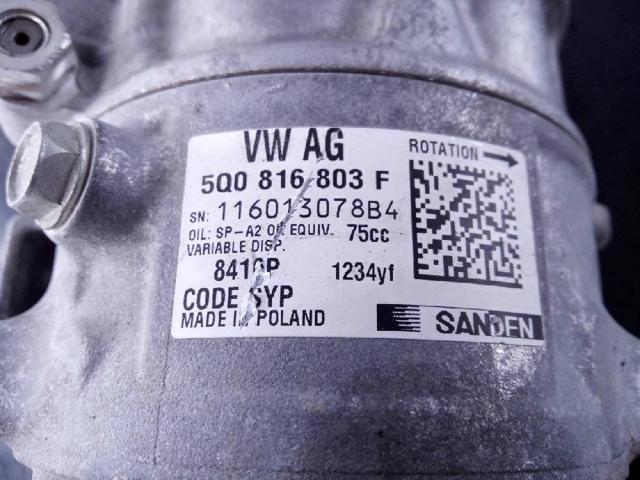 VW AG
ROTATION
5Q0 816 803 F
SN: 116013078B4
OIL: SP-A2 OR EQUIV. 75cc
VARIABLE DISP.
1234yf
CODE SYP
MADE IN POLAND
SANDEN